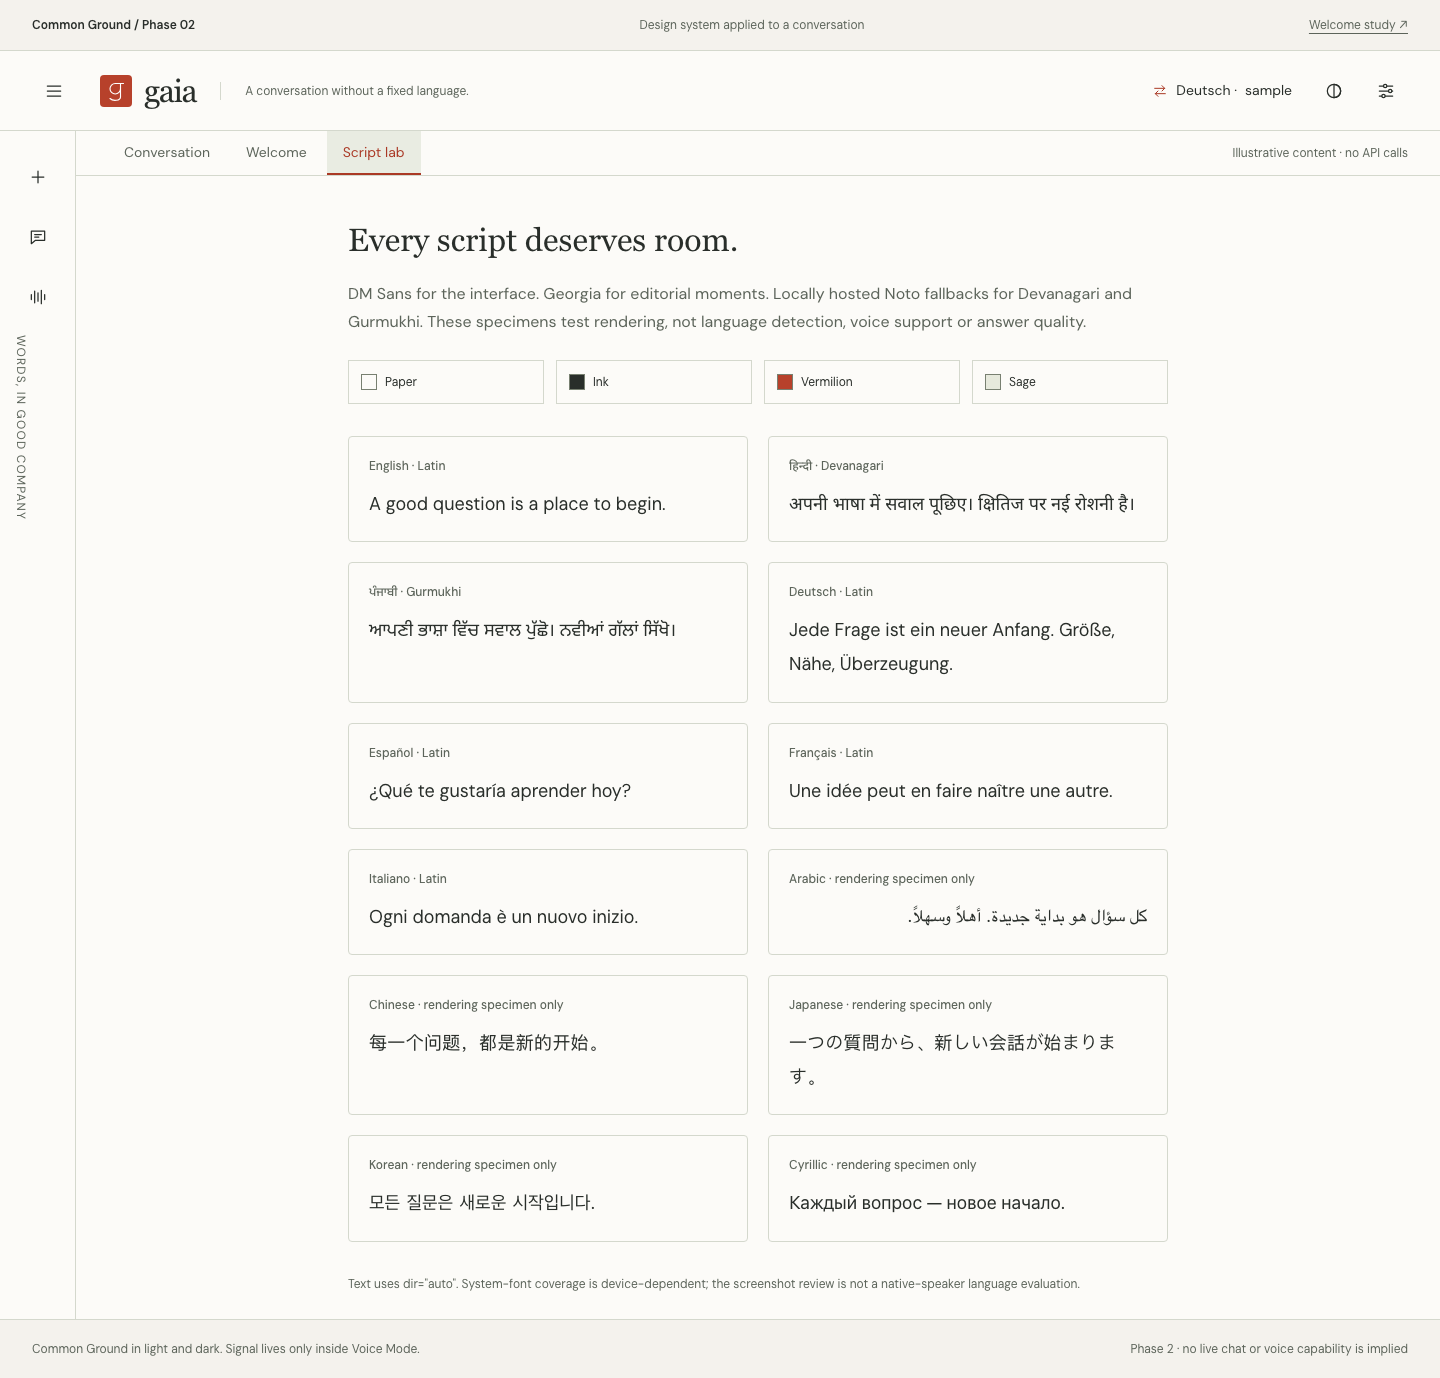 Common Ground / Phase 02
Design system applied to a conversation
Welcome study ↗
g gaia
A conversation without a fixed language.
Deutsch · sample
Conversation
Welcome
Script lab
Illustrative content · no API calls
WORDS, IN GOOD COMPANY
Every script deserves room.
DM Sans for the interface. Georgia for editorial moments. Locally hosted Noto fallbacks for Devanagari and
Gurmukhi. These specimens test rendering, not language detection, voice support or answer quality.
Paper
Ink
Vermilion
Sage
English · Latin
A good question is a place to begin.
हिन्दी · Devanagari
अपनी भाषा में सवाल पूछिए। क्षितिज पर नई रोशनी है।
ਪੰਜਾਬੀ · Gurmukhi
ਆਪਣੀ ਭਾਸ਼ਾ ਵਿੱਚ ਸਵਾਲ ਪੁੱਛੋ। ਨਵੀਆਂ ਗੱਲਾਂ ਸਿੱਖੋ।
Deutsch · Latin
Jede Frage ist ein neuer Anfang. Größe,
Nähe, Überzeugung.
Español · Latin
¿Qué te gustaría aprender hoy?
Français · Latin
Une idée peut en faire naître une autre.
Italiano · Latin
Ogni domanda è un nuovo inizio.
Arabic · rendering specimen only
كل سؤال هو بداية جديدة. أهلاً وسهلاً.
Chinese · rendering specimen only
每一个问题，都是新的开始。
Japanese · rendering specimen only
一つの質問から、新しい会話が始まりま
す。
Korean · rendering specimen only
모든 질문은 새로운 시작입니다.
Cyrillic · rendering specimen only
Каждый вопрос — новое начало.
Text uses dir="auto". System-font coverage is device-dependent; the screenshot review is not a native-speaker language evaluation.
Common Ground in light and dark. Signal lives only inside Voice Mode.
Phase 2 · no live chat or voice capability is implied